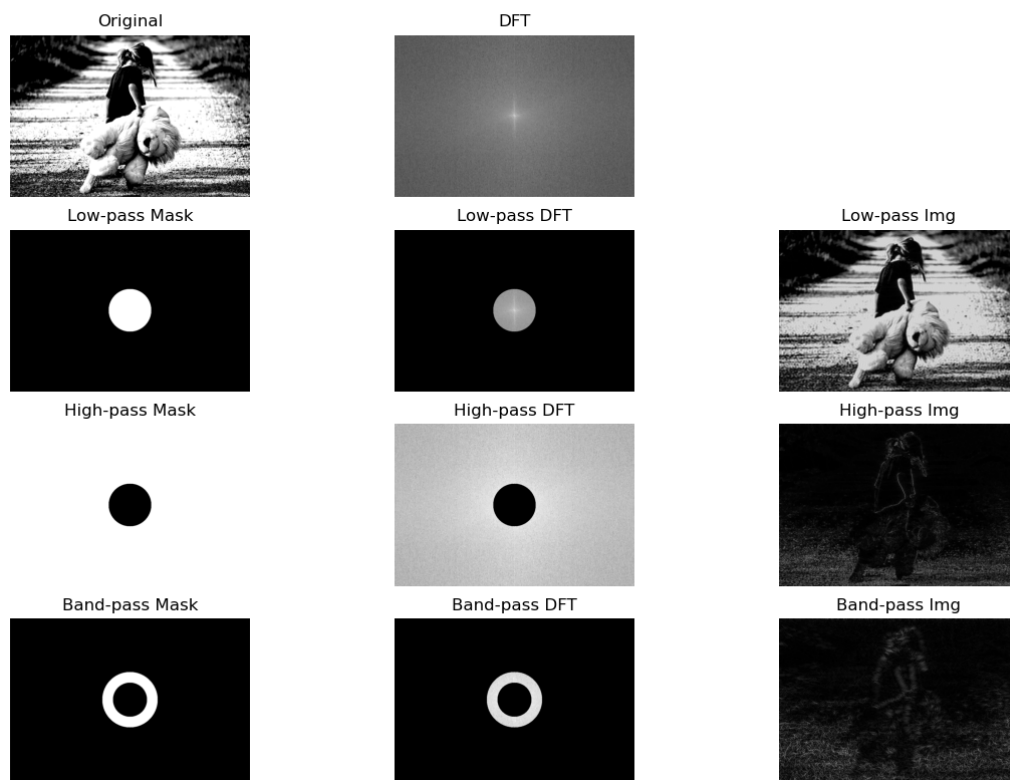 Original
DFT
Low-pass Mask
Low-pass DFT
Low-pass Img
High-pass Mask
High-pass DFT
High-pass Img
Band-pass Mask
Band-pass DFT
Band-pass Img